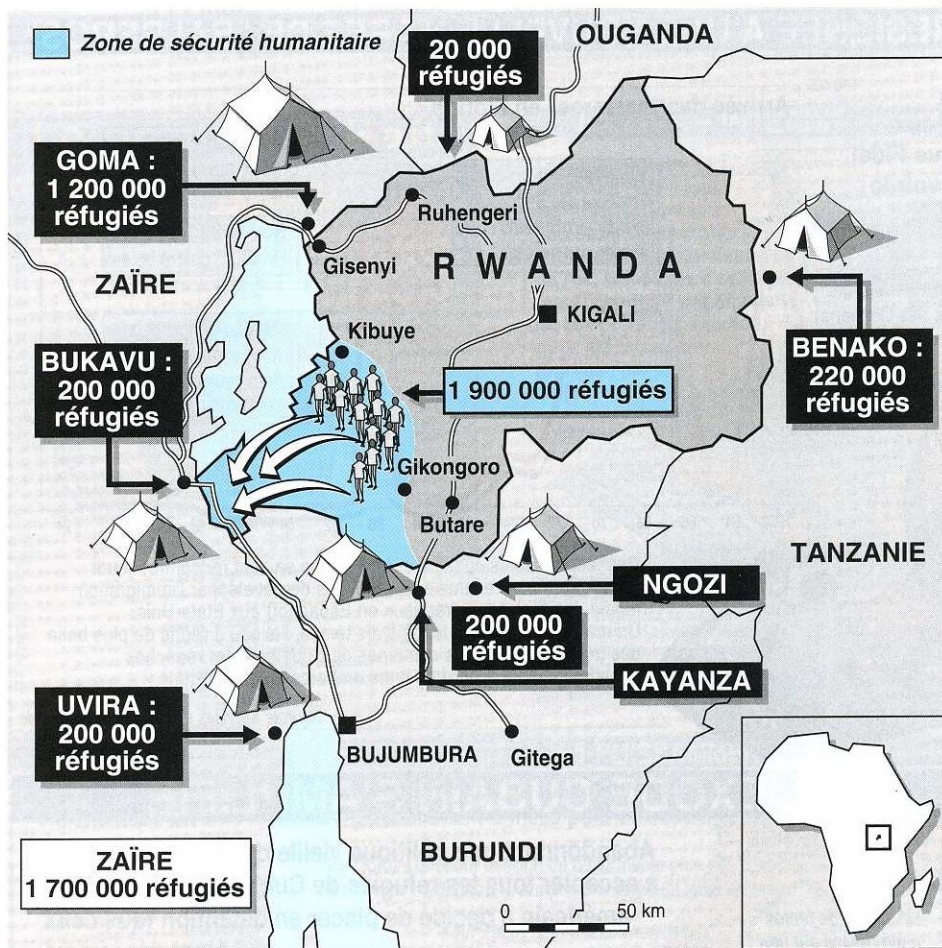 Zone de sécurité humanitaire
OUGANDA
20 000
réfugiés
GOMA :
1 200 000
réfugiés
Ruhengeri
Gisenyi
RWANDA
ZAÏRE
KIGALI
Kibuye
BUKAVU :
200 000
réfugiés
1 900 000 réfugiés
BENAKO :
220 000
réfugiés
Gikongoro
Butare
TANZANIE
NGOZI
200 000
réfugiés
KAYANZA
UVIRA :
200 000
réfugiés
BUJUMBURA
Gitega
BURUNDI
ZAÏRE
1 700 000 réfugiés
0 50 km